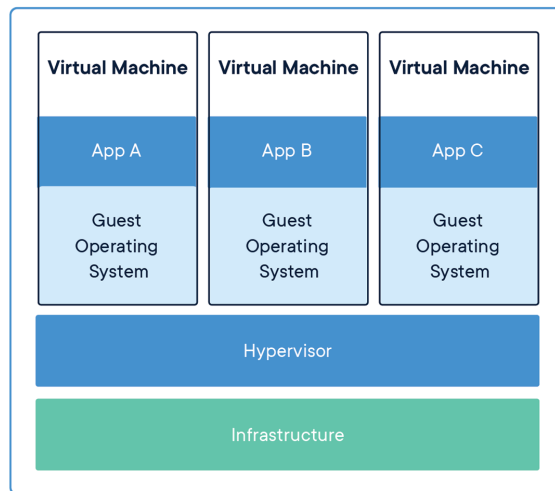 Virtual Machine
Virtual Machine
Virtual Machine
App A
App B
App C
Guest
Operating
System
Guest
Operating
System
Guest
Operating
System
Hypervisor
Infrastructure